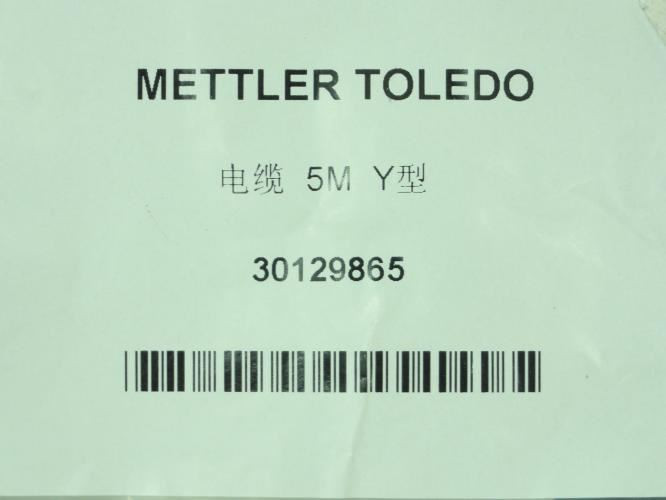 METTLER TOLEDO
电缆 5M Y型
30129865